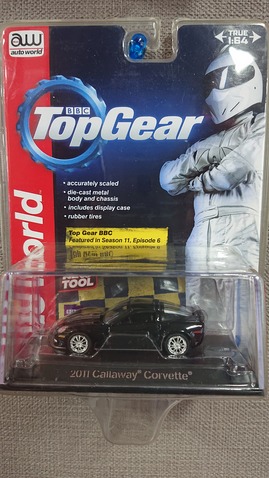 aw
auto world
TRUE
1:64
BBC
TopGear
• accurately scaled
• die-cast metal
body and chassis
• includes display case
• rubber tires
Top Gear BBC
Featured in Season 11, Episode 6
TOOL
2011 Callaway® Corvette®